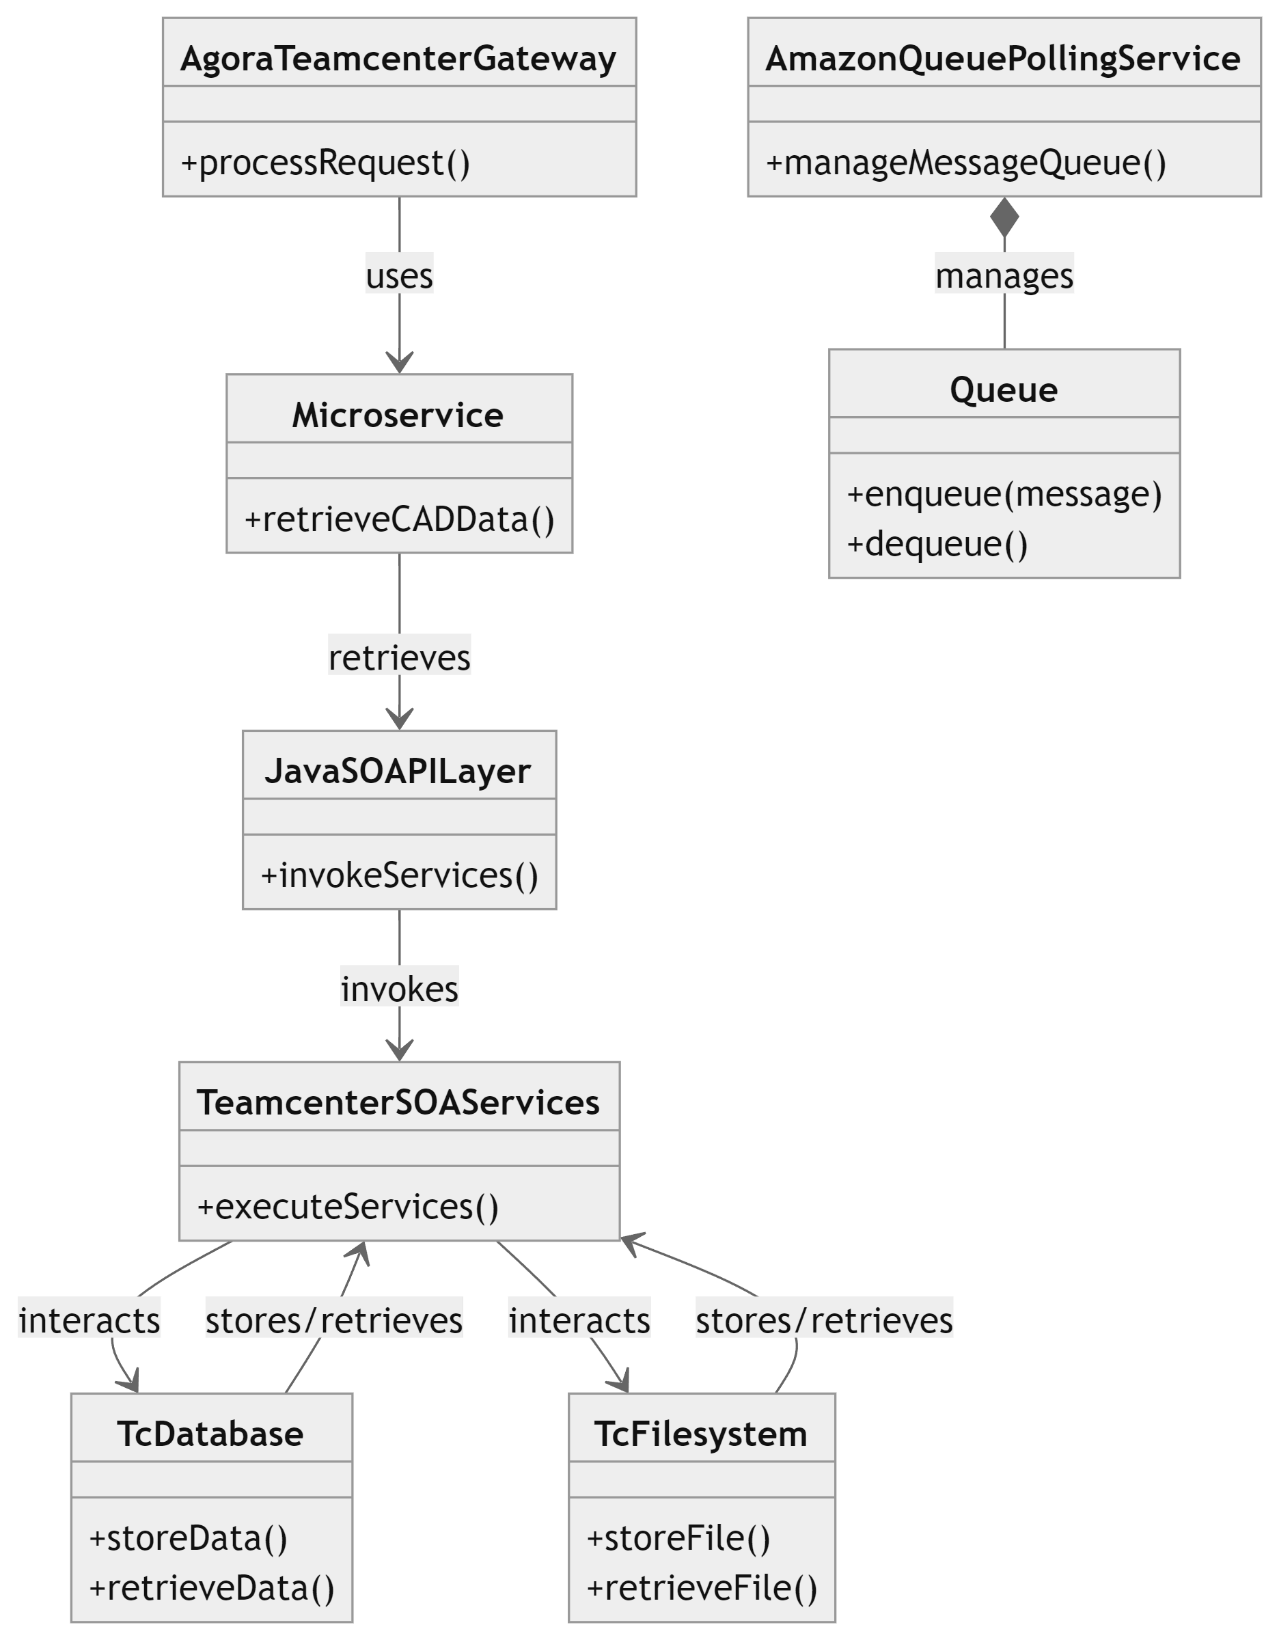 AgoraTeamcenterGateway
+processRequest()
AmazonQueuePollingService
+manageMessageQueue()
uses
manages
Microservice
+retrieveCADData()
Queue
+enqueue(message)
+dequeue()
retrieves
JavaSOAPILayer
+invokeServices()
invokes
TeamcenterSOAServices
+executeServices()
interacts
stores/retrieves
interacts
stores/retrieves
TcDatabase
+storeData()
+retrieveData()
TcFilesystem
+storeFile()
+retrieveFile()